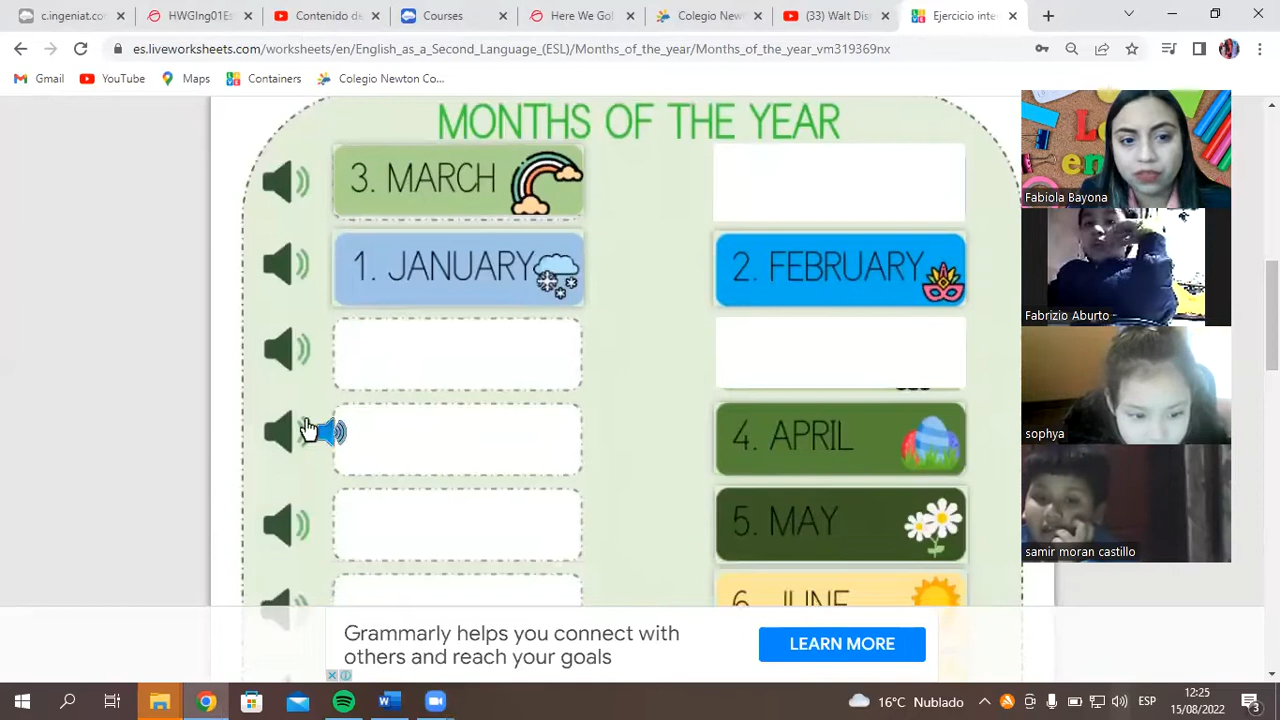 c.ingeniat.co
HWGIng01E
Contenido de
Courses
Here We Go!
Colegio Newt
(33) Walt Dis
Ejercicio inte
es.liveworksheets.com/worksheets/en/English_as_a_Second_Language_(ESL)/Months_of_the_year/Months_of_the_year_vm319369nx
Gmail
YouTube
Maps
Containers
Colegio Newton Co...
MONTHS OF THE YEAR
3. MARCH
1. JANUARY
2. FEBRUARY
4. APRIL
5. MAY
6. JUNE
Fabiola Bayona
Fabrizio Aburto
sophya
samir moran castillo
Grammarly helps you connect with
others and reach your goals
LEARN MORE
16°C Nublado
ESP
12:25
15/08/2022
3